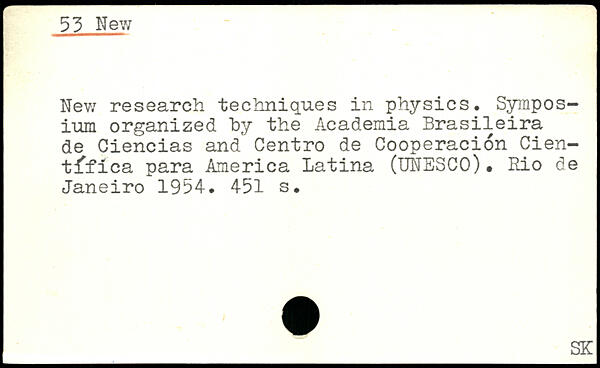 53 New
New research techniques in physics. Sympos-
ium organized by the Academia Brasileira
de Ciencias and Centro de Cooperación Cien-
tífica para America Latina (UNESCO). Rio de
Janeiro 1954. 451 s.
SK